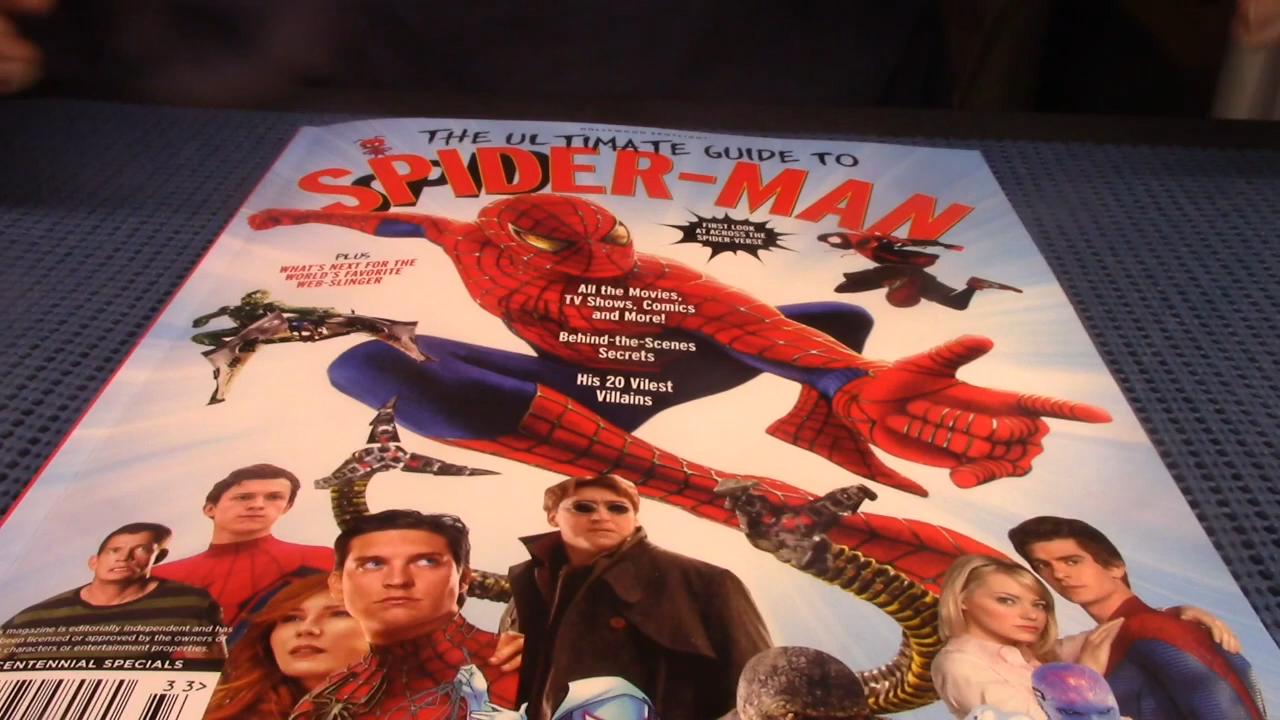 HOLLYWOOD SPOTLIGHT
THE ULTIMATE GUIDE TO
SPIDER-MAN
FIRST LOOK
AT ACROSS THE
SPIDER-VERSE
PLUS
WHAT'S NEXT FOR THE
WORLD'S FAVORITE
WEB-SLINGER
All the Movies,
TV Shows, Comics
and More!
Behind-the-Scenes
Secrets
His 20 Vilest
Villains
magazine is editorially independent and has
been licensed or approved by the owners of
characters or entertainment properties.
CENTENNIAL SPECIALS
3 3>